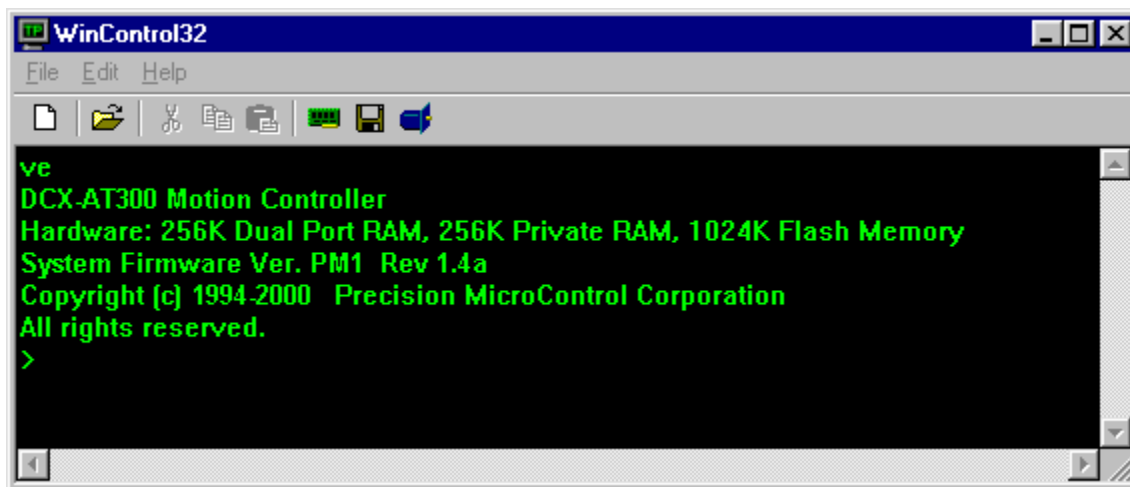 TP WinControl32
File Edit Help
ve
DCX-AT300 Motion Controller
Hardware: 256K Dual Port RAM, 256K Private RAM, 1024K Flash Memory
System Firmware Ver. PM1  Rev 1.4a
Copyright (c) 1994-2000   Precision MicroControl Corporation
All rights reserved.
>